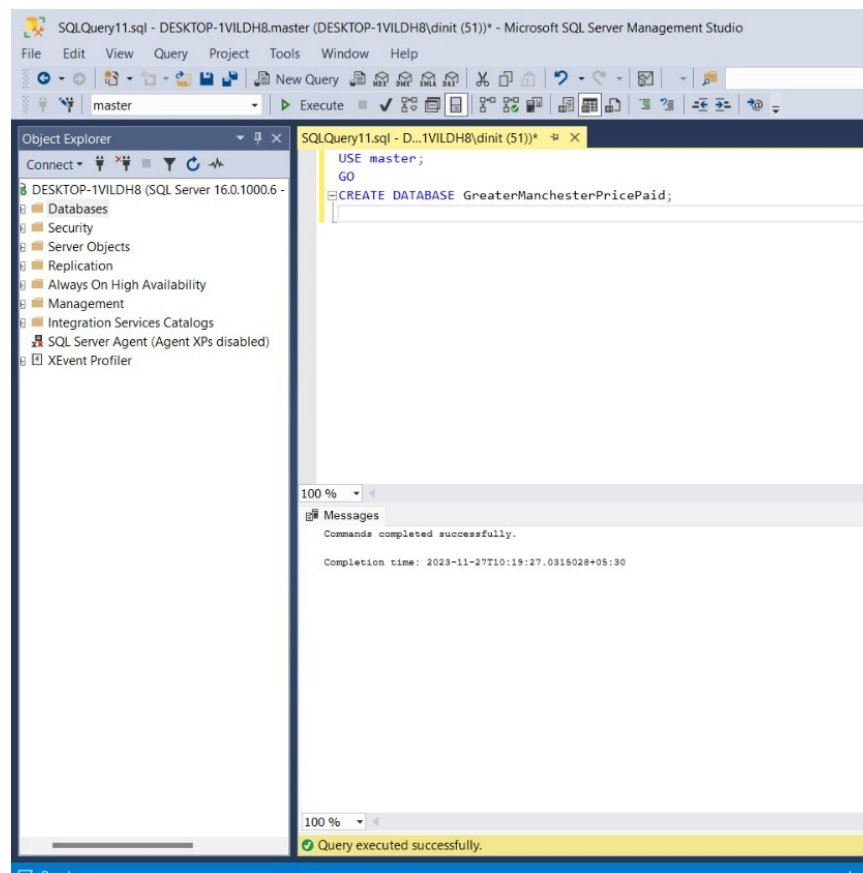 SQLQuery11.sql - DESKTOP-1VILDH8.master (DESKTOP-1VILDH8\dinit (51))* - Microsoft SQL Server Management Studio
File Edit View Query Project Tools Window Help
New Query MDX DMX XMLA DAX
master Execute
Object Explorer
Connect
DESKTOP-1VILDH8 (SQL Server 16.0.1000.6 -
Databases
Security
Server Objects
Replication
Always On High Availability
Management
Integration Services Catalogs
SQL Server Agent (Agent XPs disabled)
XEvent Profiler
SQLQuery11.sql - D...1VILDH8\dinit (51))*
USE master;
GO
CREATE DATABASE GreaterManchesterPricePaid;
100 %
Messages
Commands completed successfully.
Completion time: 2023-11-27T10:19:27.0315028+05:30
100 %
Query executed successfully.